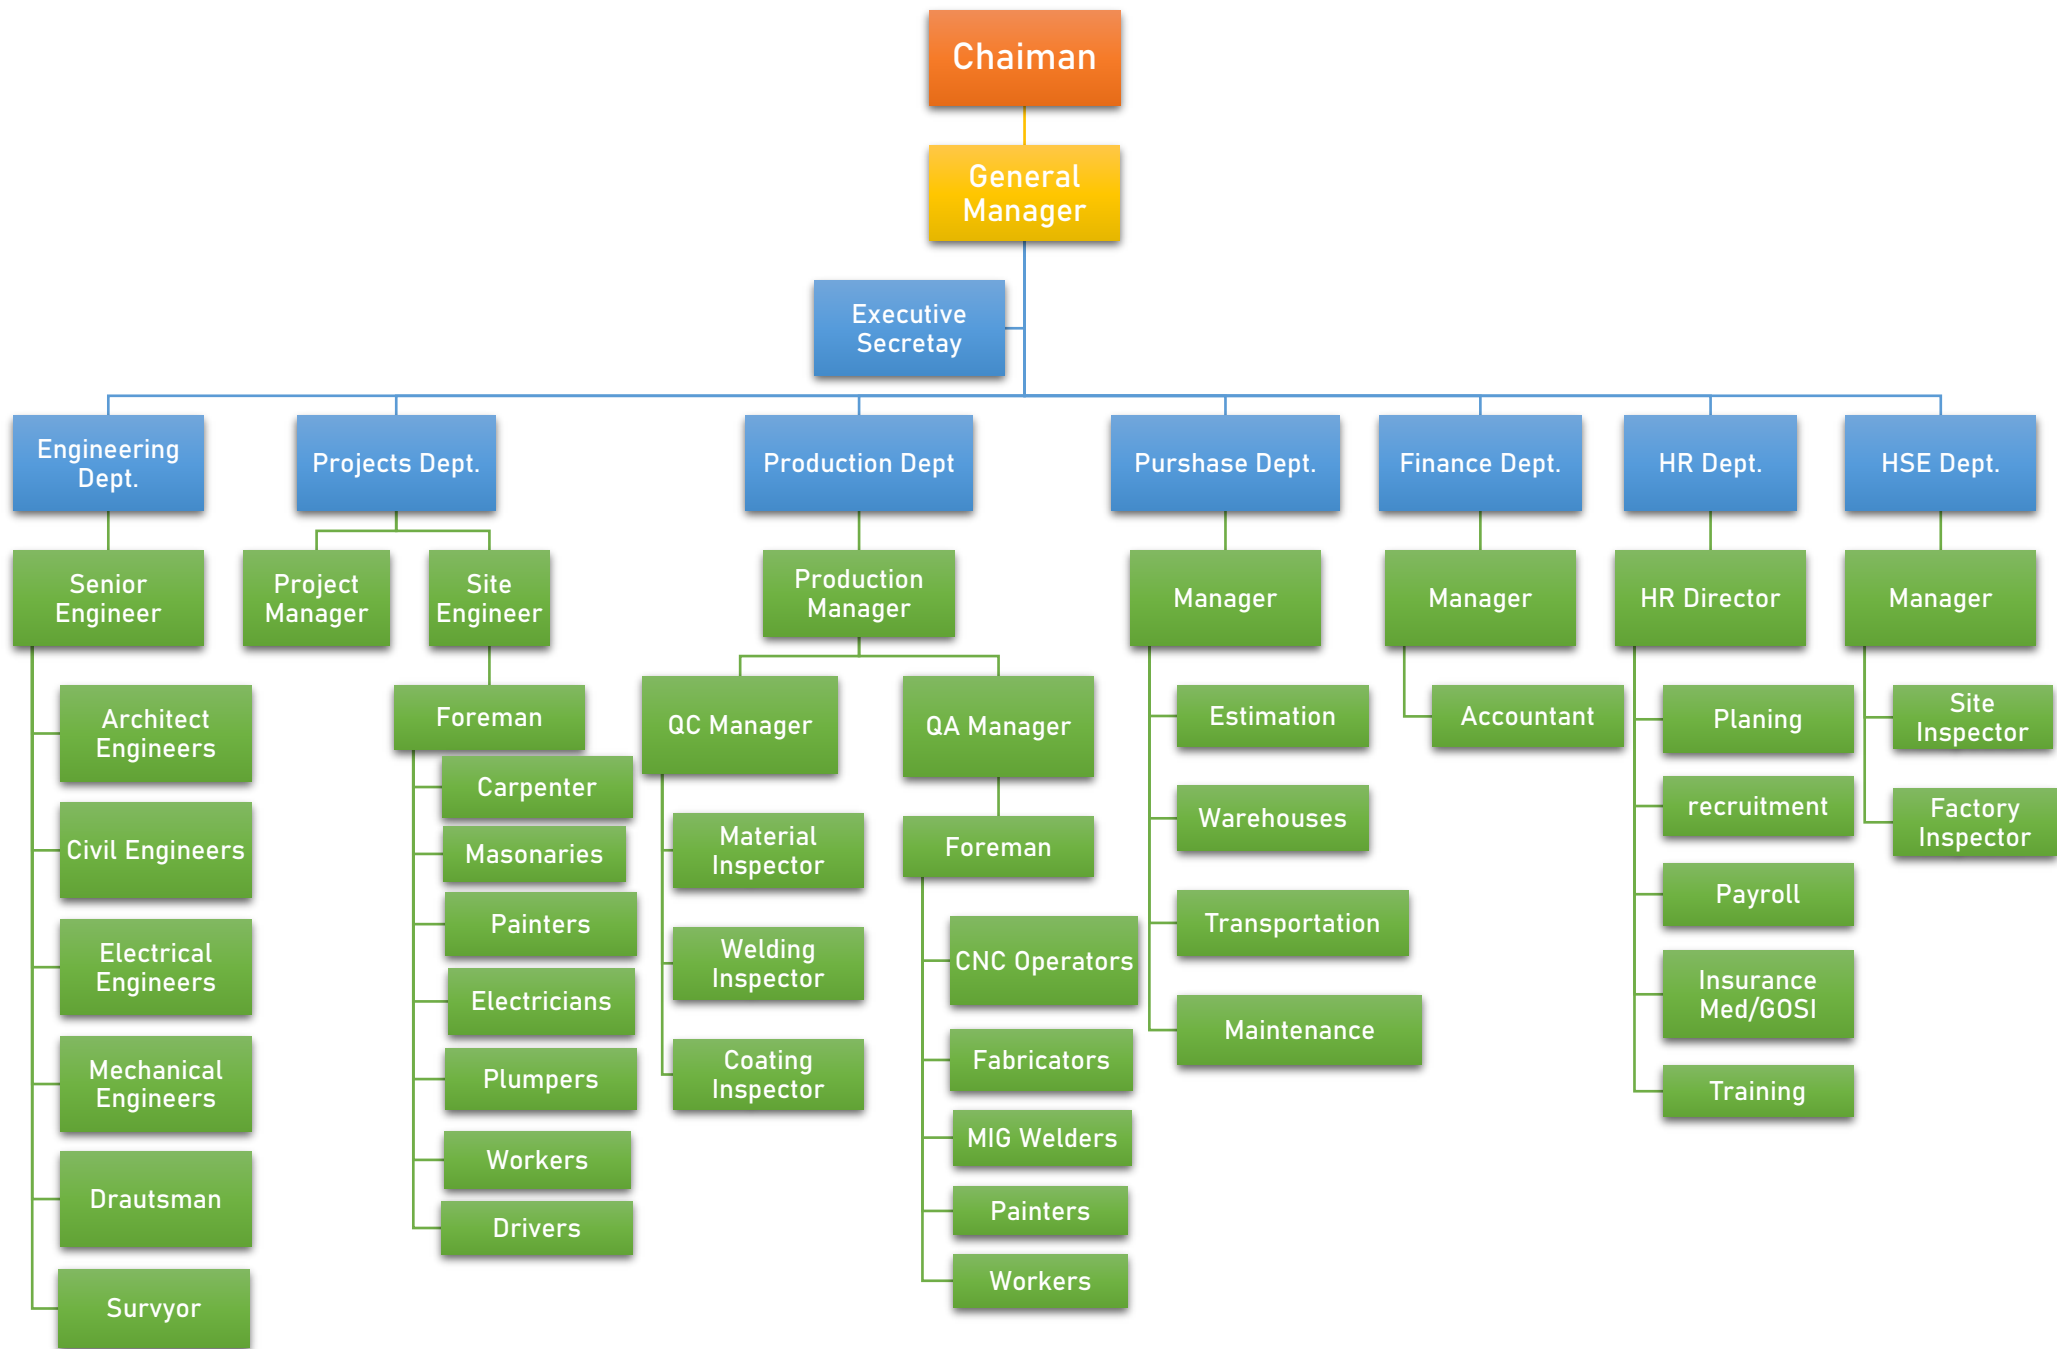 Chaiman
General
Manager
Executive
Secretay
Engineering
Dept.
Projects Dept.
Production Dept
Purshase Dept.
Finance Dept.
HR Dept.
HSE Dept.
Senior
Engineer
Project
Manager
Site
Engineer
Production
Manager
Manager
Manager
HR Director
Manager
Architect
Engineers
Civil Engineers
Electrical
Engineers
Mechanical
Engineers
Drautsman
Survyor
Foreman
Carpenter
Masonaries
Painters
Electricians
Plumpers
Workers
Drivers
QC Manager
Material
Inspector
Welding
Inspector
Coating
Inspector
QA Manager
Foreman
CNC Operators
Fabricators
MIG Welders
Painters
Workers
Estimation
Warehouses
Transportation
Maintenance
Accountant
Planing
recruitment
Payroll
Insurance
Med/GOSI
Training
Site
Inspector
Factory
Inspector